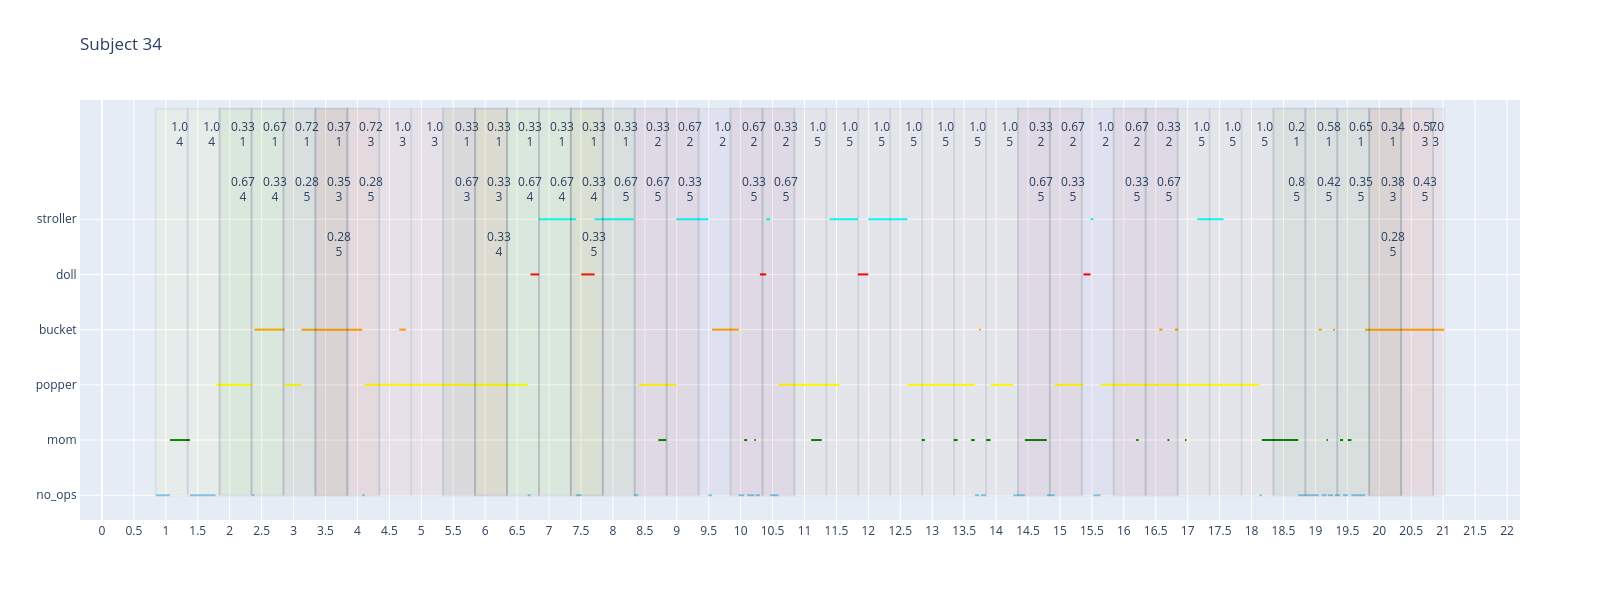 Subject 34
1.0 1.0 0.33 0.67 0.72 0.37 0.72 1.0 1.0 0.33 0.33 0.33 0.33 0.33 0.33 0.33 0.67 1.0 0.67 0.33 1.0 1.0 1.0 1.0 1.0 1.0 1.0 0.33 0.67 1.0 0.67 0.33 1.0 1.0 1.0 0.2 0.58 0.65 0.34 0.57 1.0
4 4 1 1 1 1 3 3 3 1 1 1 1 1 1 2 2 2 2 2 5 5 5 5 5 5 5 2 2 2 2 2 5 5 5 1 1 1 1 3 3
0.67 0.33 0.28 0.35 0.28 0.67 0.33 0.67 0.67 0.33 0.67 0.67 0.33 0.33 0.67 0.67 0.33 0.33 0.67 0.8 0.42 0.35 0.38 0.43
4 4 5 3 5 3 3 4 4 4 5 5 5 5 5 5 5 5 5 5 5 5 3 5
stroller
0.28 0.33 0.33 0.28
5 4 5 5
doll
bucket
popper
mom
no_ops
0 0.5 1 1.5 2 2.5 3 3.5 4 4.5 5 5.5 6 6.5 7 7.5 8 8.5 9 9.5 10 10.5 11 11.5 12 12.5 13 13.5 14 14.5 15 15.5 16 16.5 17 17.5 18 18.5 19 19.5 20 20.5 21 21.5 22